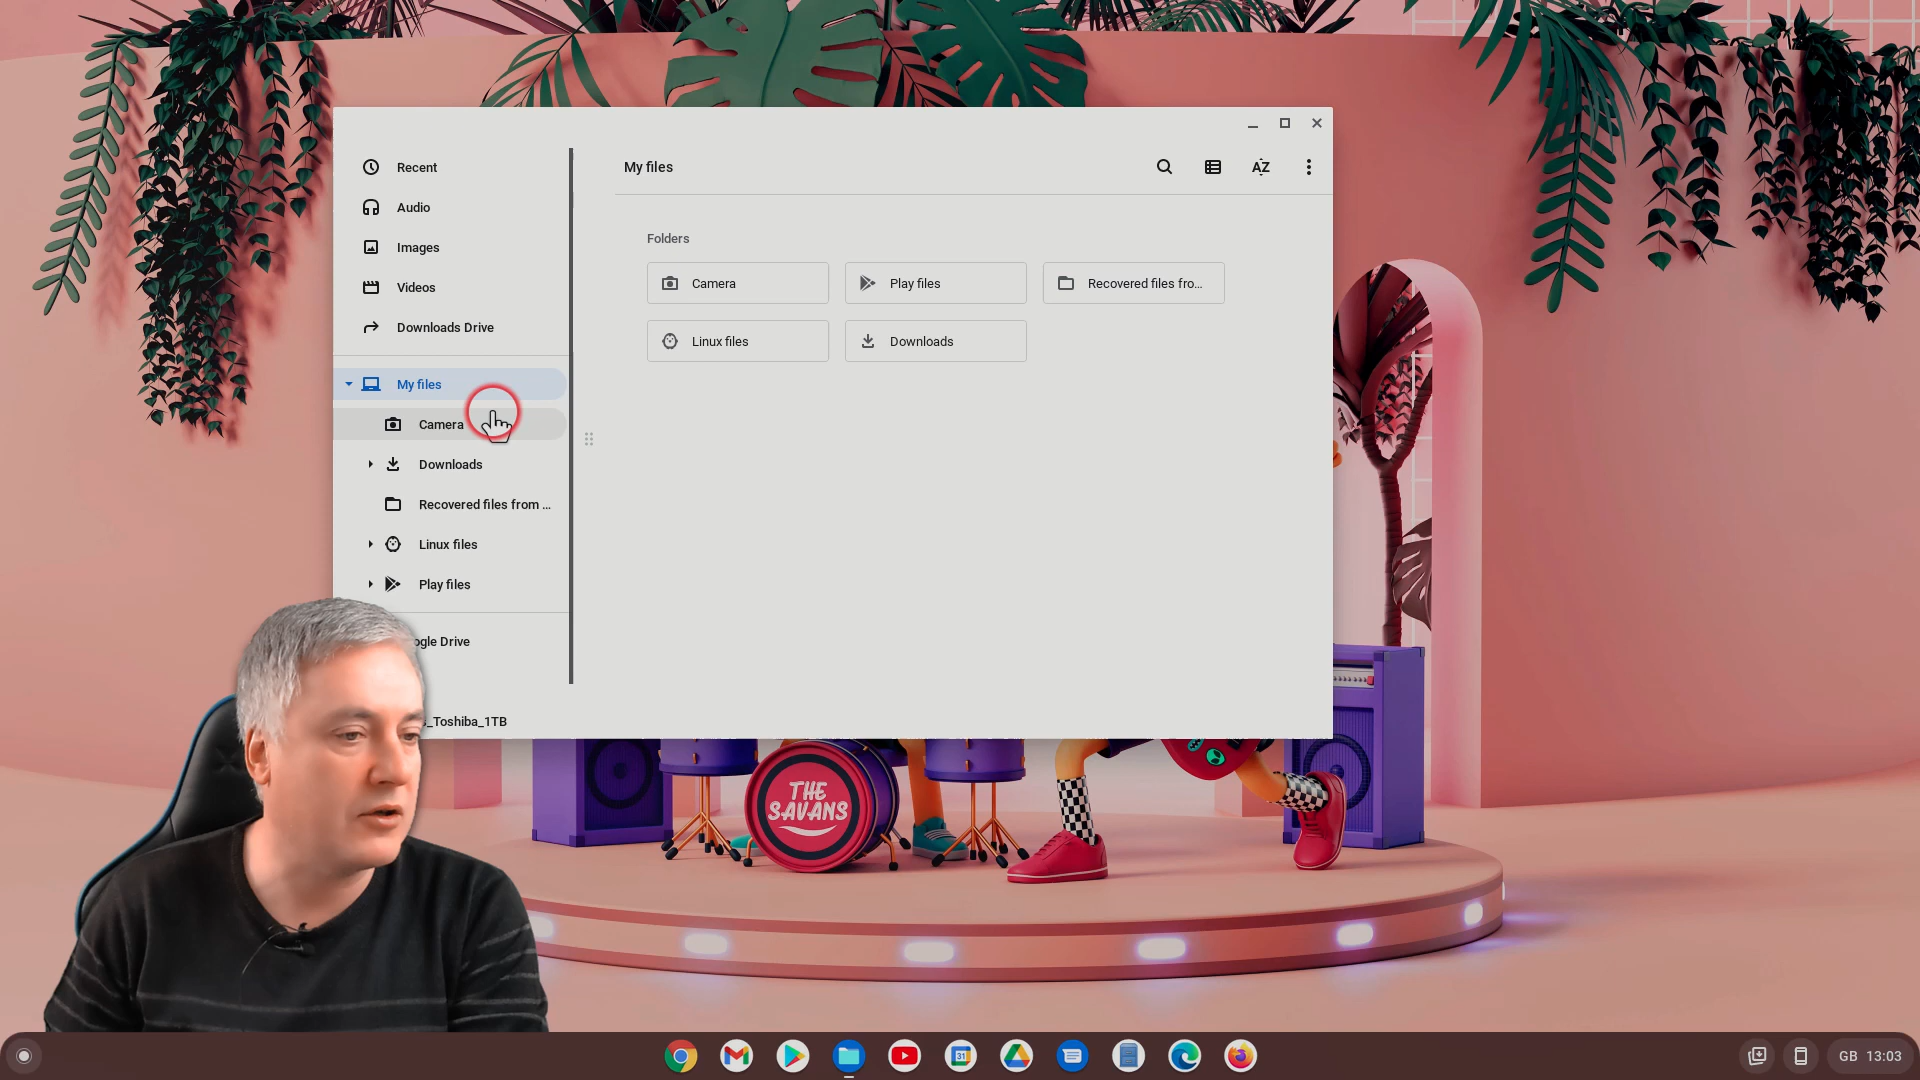 Recent
Audio
Images
Videos
Downloads Drive
My files
Camera
Downloads
Recovered files from ...
Linux files
Play files
ogle Drive
_Toshiba_1TB
My files
AZ
Folders
Camera
Play files
Recovered files fro...
Linux files
Downloads
THE
SAVANS
31
GB 13:03